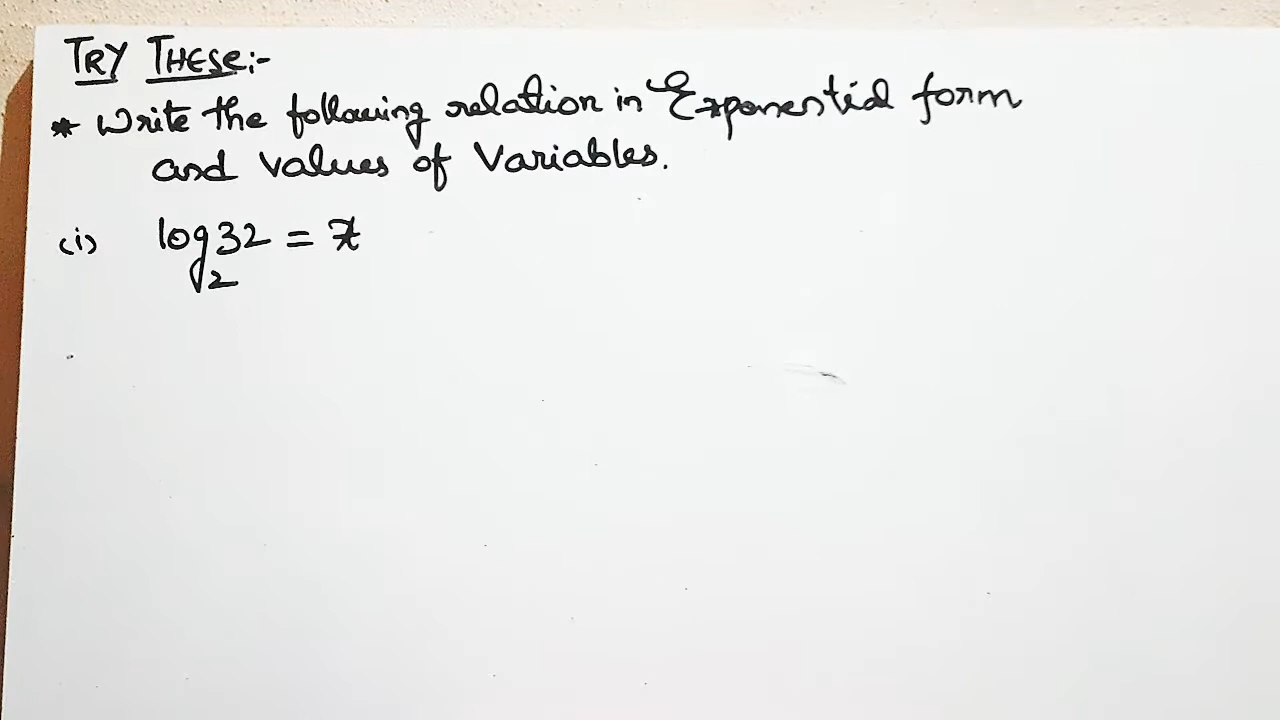 TRY THESE:-
* Write the following relation in Exponential form
and values of Variables.
(i) log₂32 = x